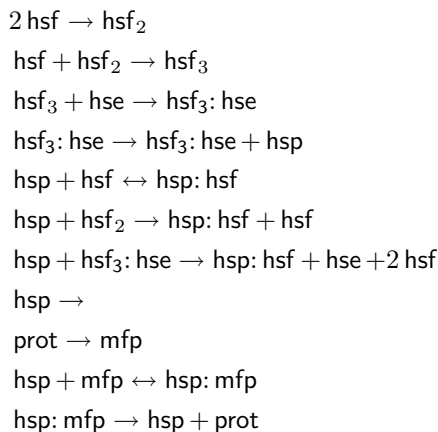 2 hsf → hsf₂
hsf + hsf₂ → hsf₃
hsf₃ + hse → hsf₃: hse
hsf₃: hse → hsf₃: hse + hsp
hsp + hsf ↔ hsp: hsf
hsp + hsf₂ → hsp: hsf + hsf
hsp + hsf₃: hse → hsp: hsf + hse +2 hsf
hsp →
prot → mfp
hsp + mfp ↔ hsp: mfp
hsp: mfp → hsp + prot